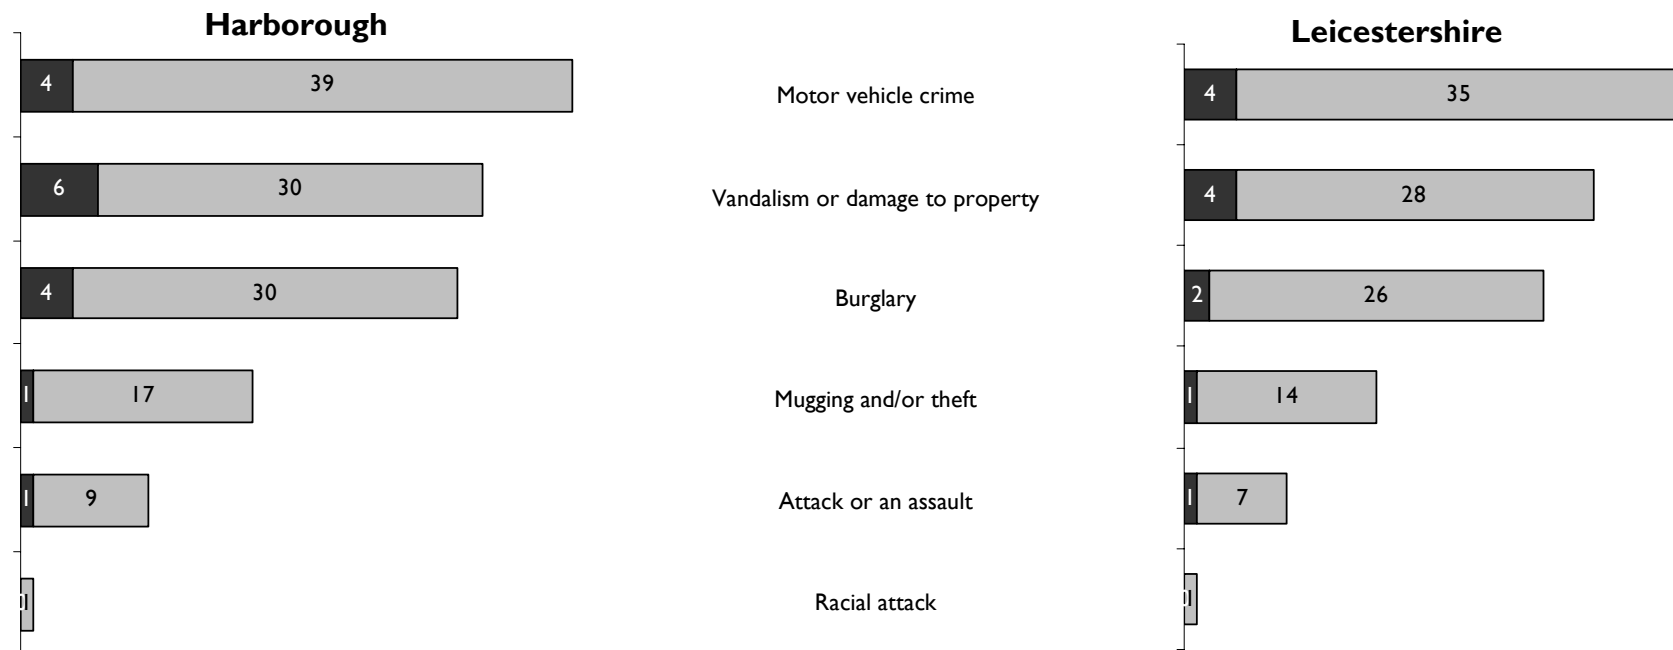 Harborough
Leicestershire
4 39 Motor vehicle crime 4 35
6 30 Vandalism or damage to property 4 28
4 30 Burglary 2 26
1 17 Mugging and/or theft 1 14
1 9 Attack or an assault 1 7
1 Racial attack 1